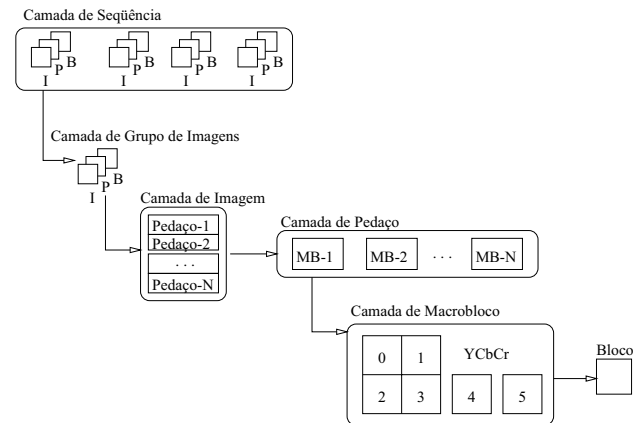 Camada de Seqüência
I P B I P B I P B I P B
Camada de Grupo de Imagens
I P B
Camada de Imagem
Pedaço-1
Pedaço-2
. . .
Pedaço-N
Camada de Pedaço
MB-1 MB-2 . . . MB-N
Camada de Macrobloco
0 1 YCbCr
2 3 4 5
Bloco